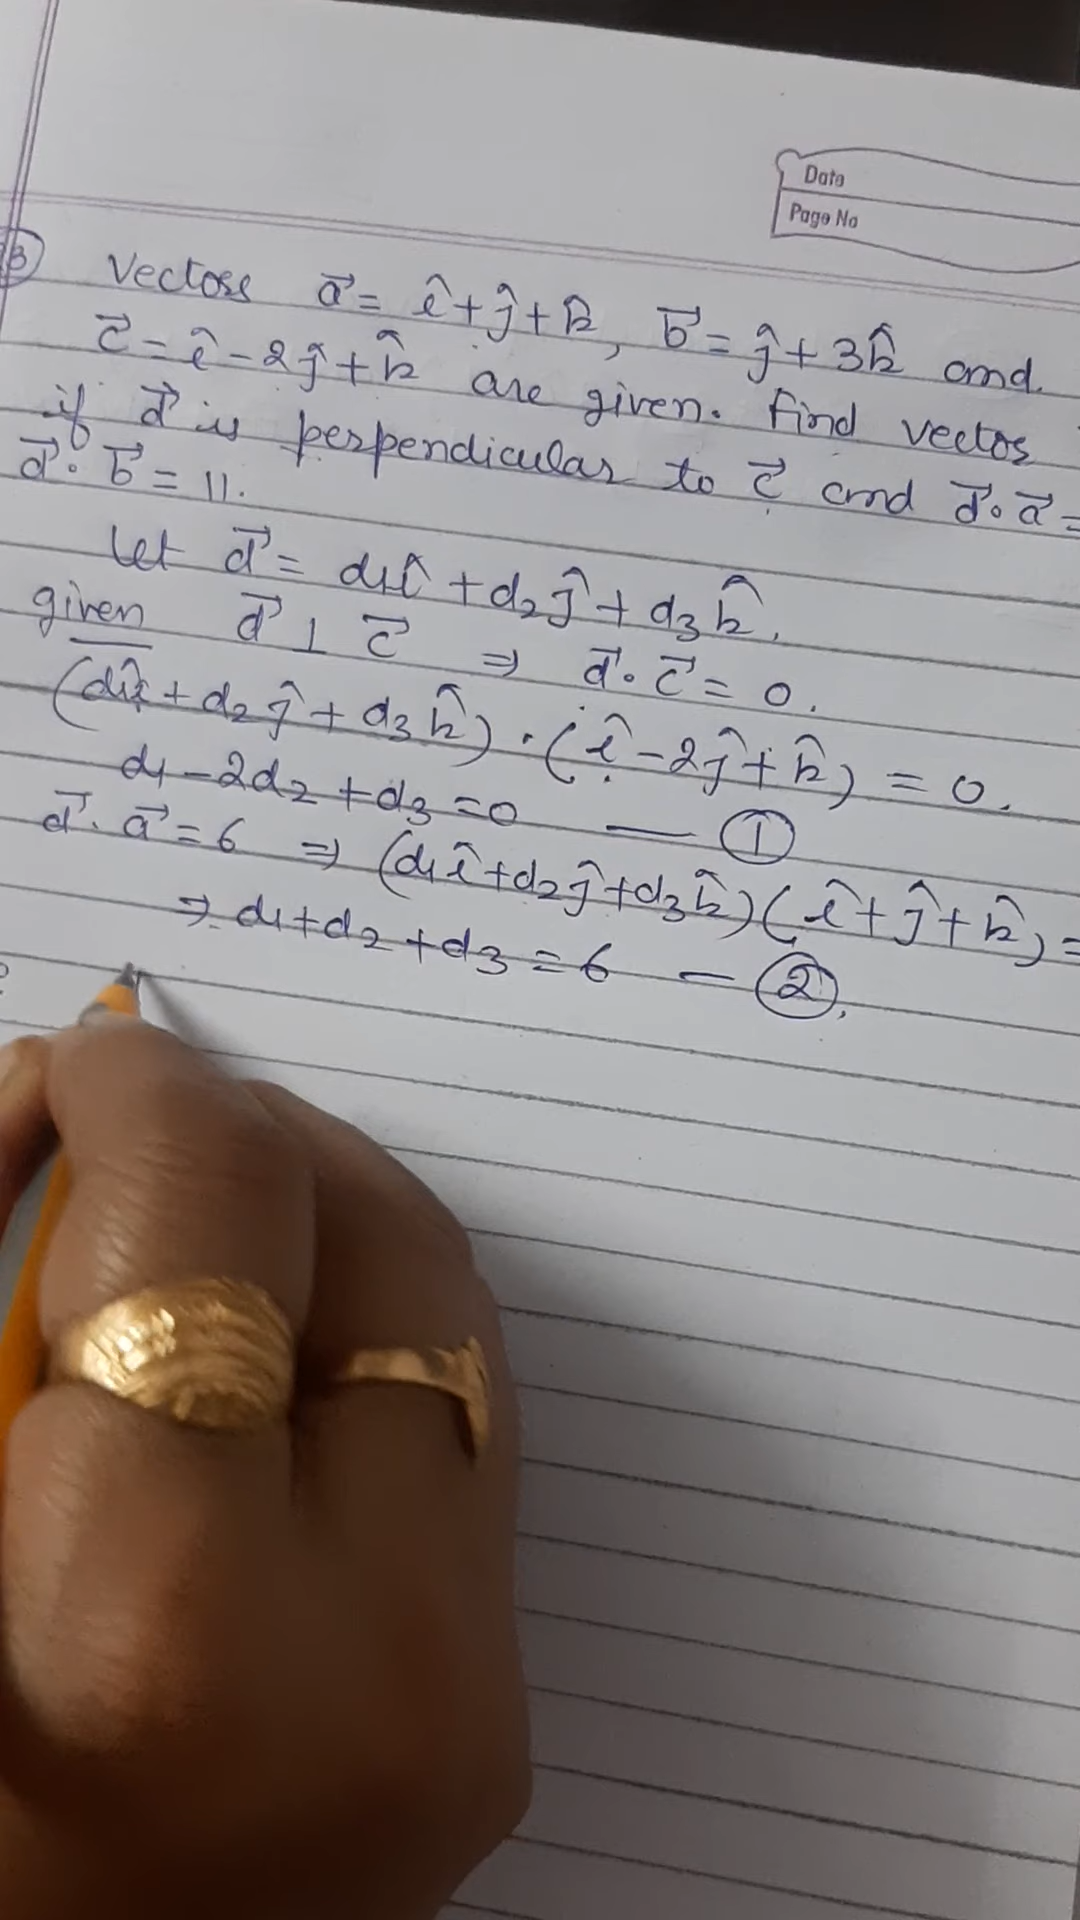 Date
Page No
3 Vectors a⃗ = î + ĵ + k̂, b⃗ = ĵ + 3k̂ and
c⃗ = î - 2ĵ + k̂ are given. Find vector
if d⃗ is perpendicular to c⃗ and d⃗ · a⃗ =
d⃗ · b⃗ = 11.
Let d⃗ = d₁î + d₂ĵ + d₃k̂.
given d⃗ ⊥ c⃗ ⇒ d⃗ · c⃗ = 0.
(d₁î + d₂ĵ + d₃k̂) · (î - 2ĵ + k̂) = 0.
d₁ - 2d₂ + d₃ = 0 — ①
d⃗ · a⃗ = 6 ⇒ (d₁î + d₂ĵ + d₃k̂)(î + ĵ + k̂) =
⇒ d₁ + d₂ + d₃ = 6 — ②.